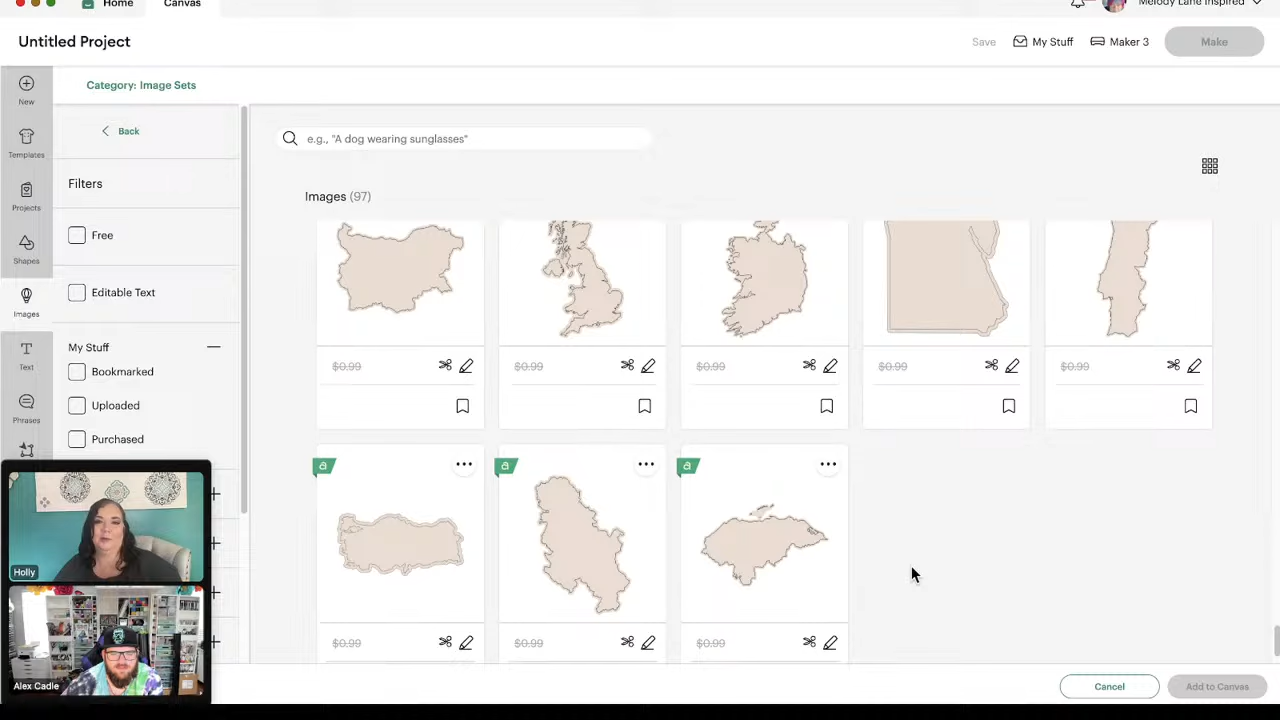 Home
Canvas
Melody Lane Inspired
Untitled Project
Save
My Stuff
Maker 3
Make
New
Category: Image Sets
Back
Templates
Filters
Projects
Free
Shapes
Editable Text
Images
My Stuff
Bookmarked
Text
Uploaded
Phrases
Purchased
e.g., "A dog wearing sunglasses"
Images (97)
$0.99
$0.99
$0.99
$0.99
$0.99
a
a
a
$0.99
$0.99
$0.99
Holly
Alex Cadle
Cancel
Add to Canvas